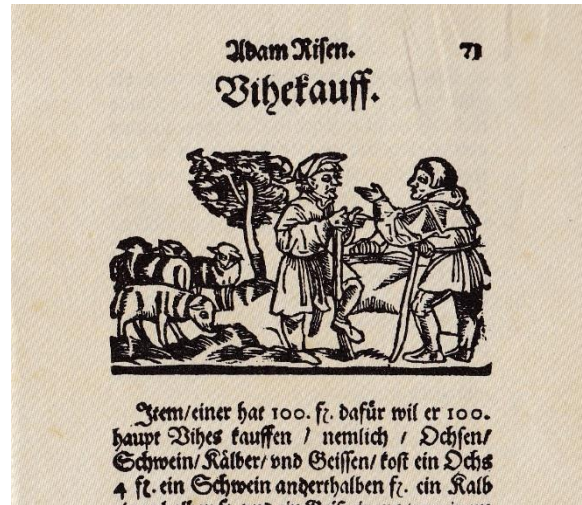 Adam Risen. 71
Vihekauff.
Item/einer hat 100. fl. dafür wil er 100.
haupt Vihes kauffen / nemlich / Ochsen/
Schwein/Kälber/vnd Geissen/kost ein Ochs
4 fl. ein Schwein anderthalben fl. ein Kalb